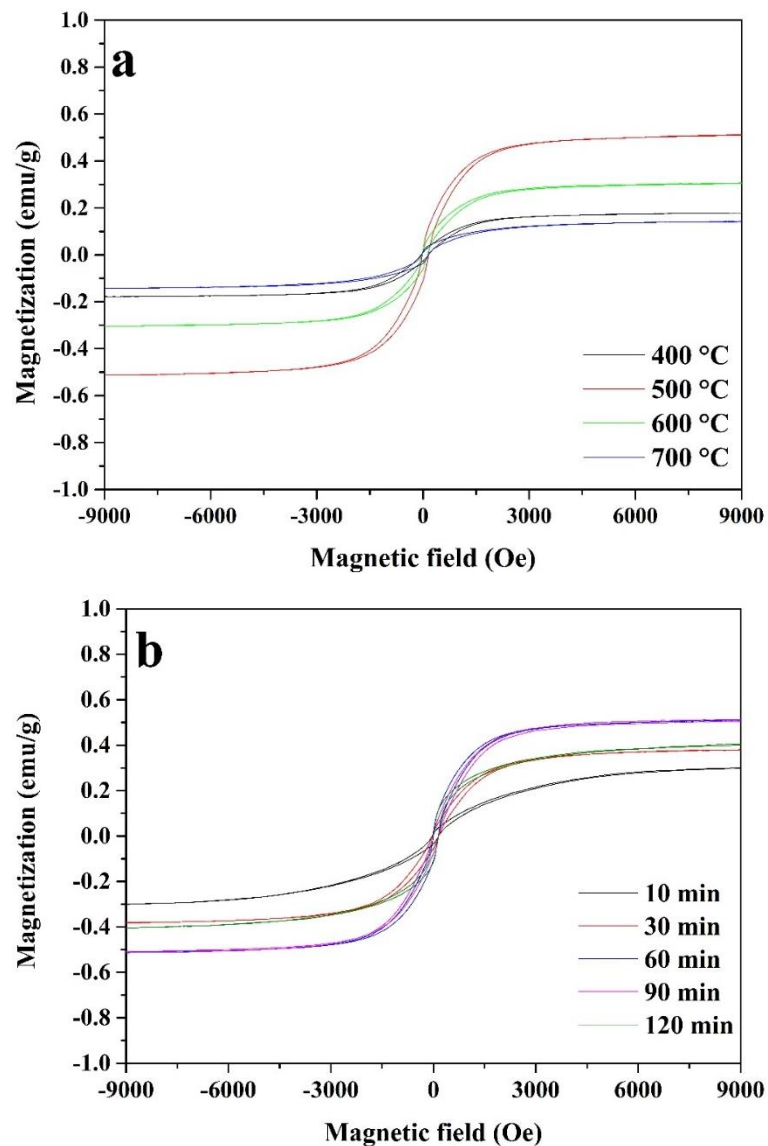 a
1.0
0.8
0.6
0.4
0.2
0.0
-0.2
-0.4
-0.6
-0.8
-1.0
Magnetization (emu/g)
400 °C
500 °C
600 °C
700 °C
-9000 -6000 -3000 0 3000 6000 9000
Magnetic field (Oe)
b
1.0
0.8
0.6
0.4
0.2
0.0
-0.2
-0.4
-0.6
-0.8
-1.0
Magnetization (emu/g)
10 min
30 min
60 min
90 min
120 min
-9000 -6000 -3000 0 3000 6000 9000
Magnetic field (Oe)